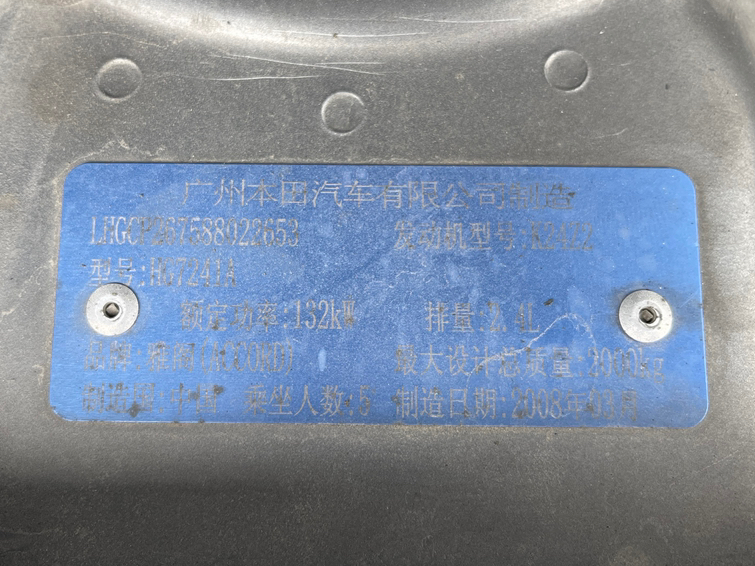 广州本田汽车有限公司制造
LHGCP267588022653 发动机型号:K24Z2
型号:HG7241A
额定功率:132kW 排量:2.4L
品牌:雅阁(ACCORD) 最大设计总质量:2000kg
制造国:中国 乘坐人数:5 制造日期:2008年03月